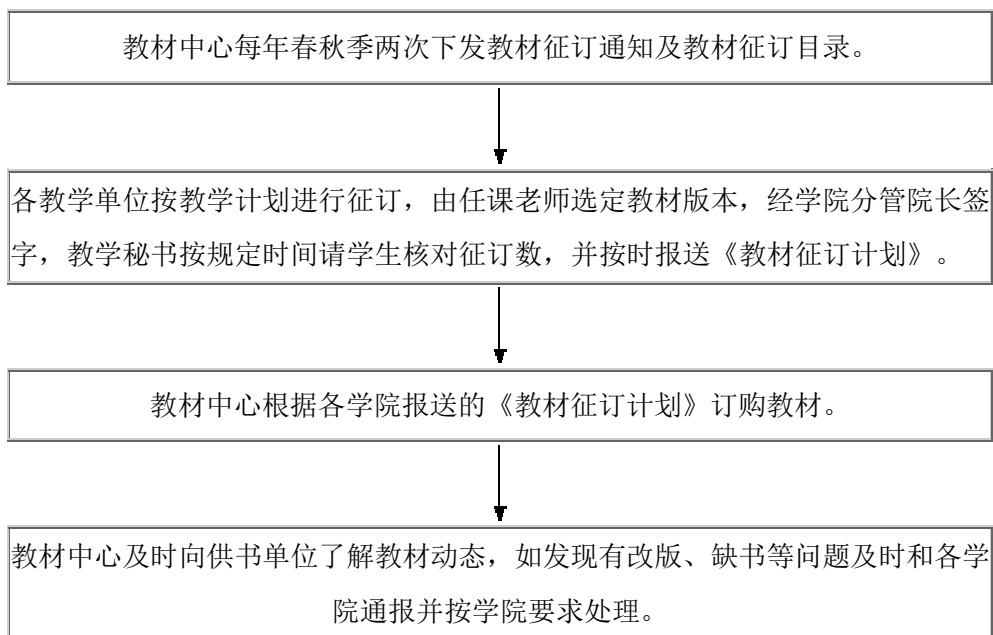 教材中心每年春秋季两次下发教材征订通知及教材征订目录。
各教学单位按教学计划进行征订，由任课老师选定教材版本，经学院分管院长签
字，教学秘书按规定时间请学生核对征订数，并按时报送《教材征订计划》。
教材中心根据各学院报送的《教材征订计划》订购教材。
教材中心及时向供书单位了解教材动态，如发现有改版、缺书等问题及时和各学
院通报并按学院要求处理。